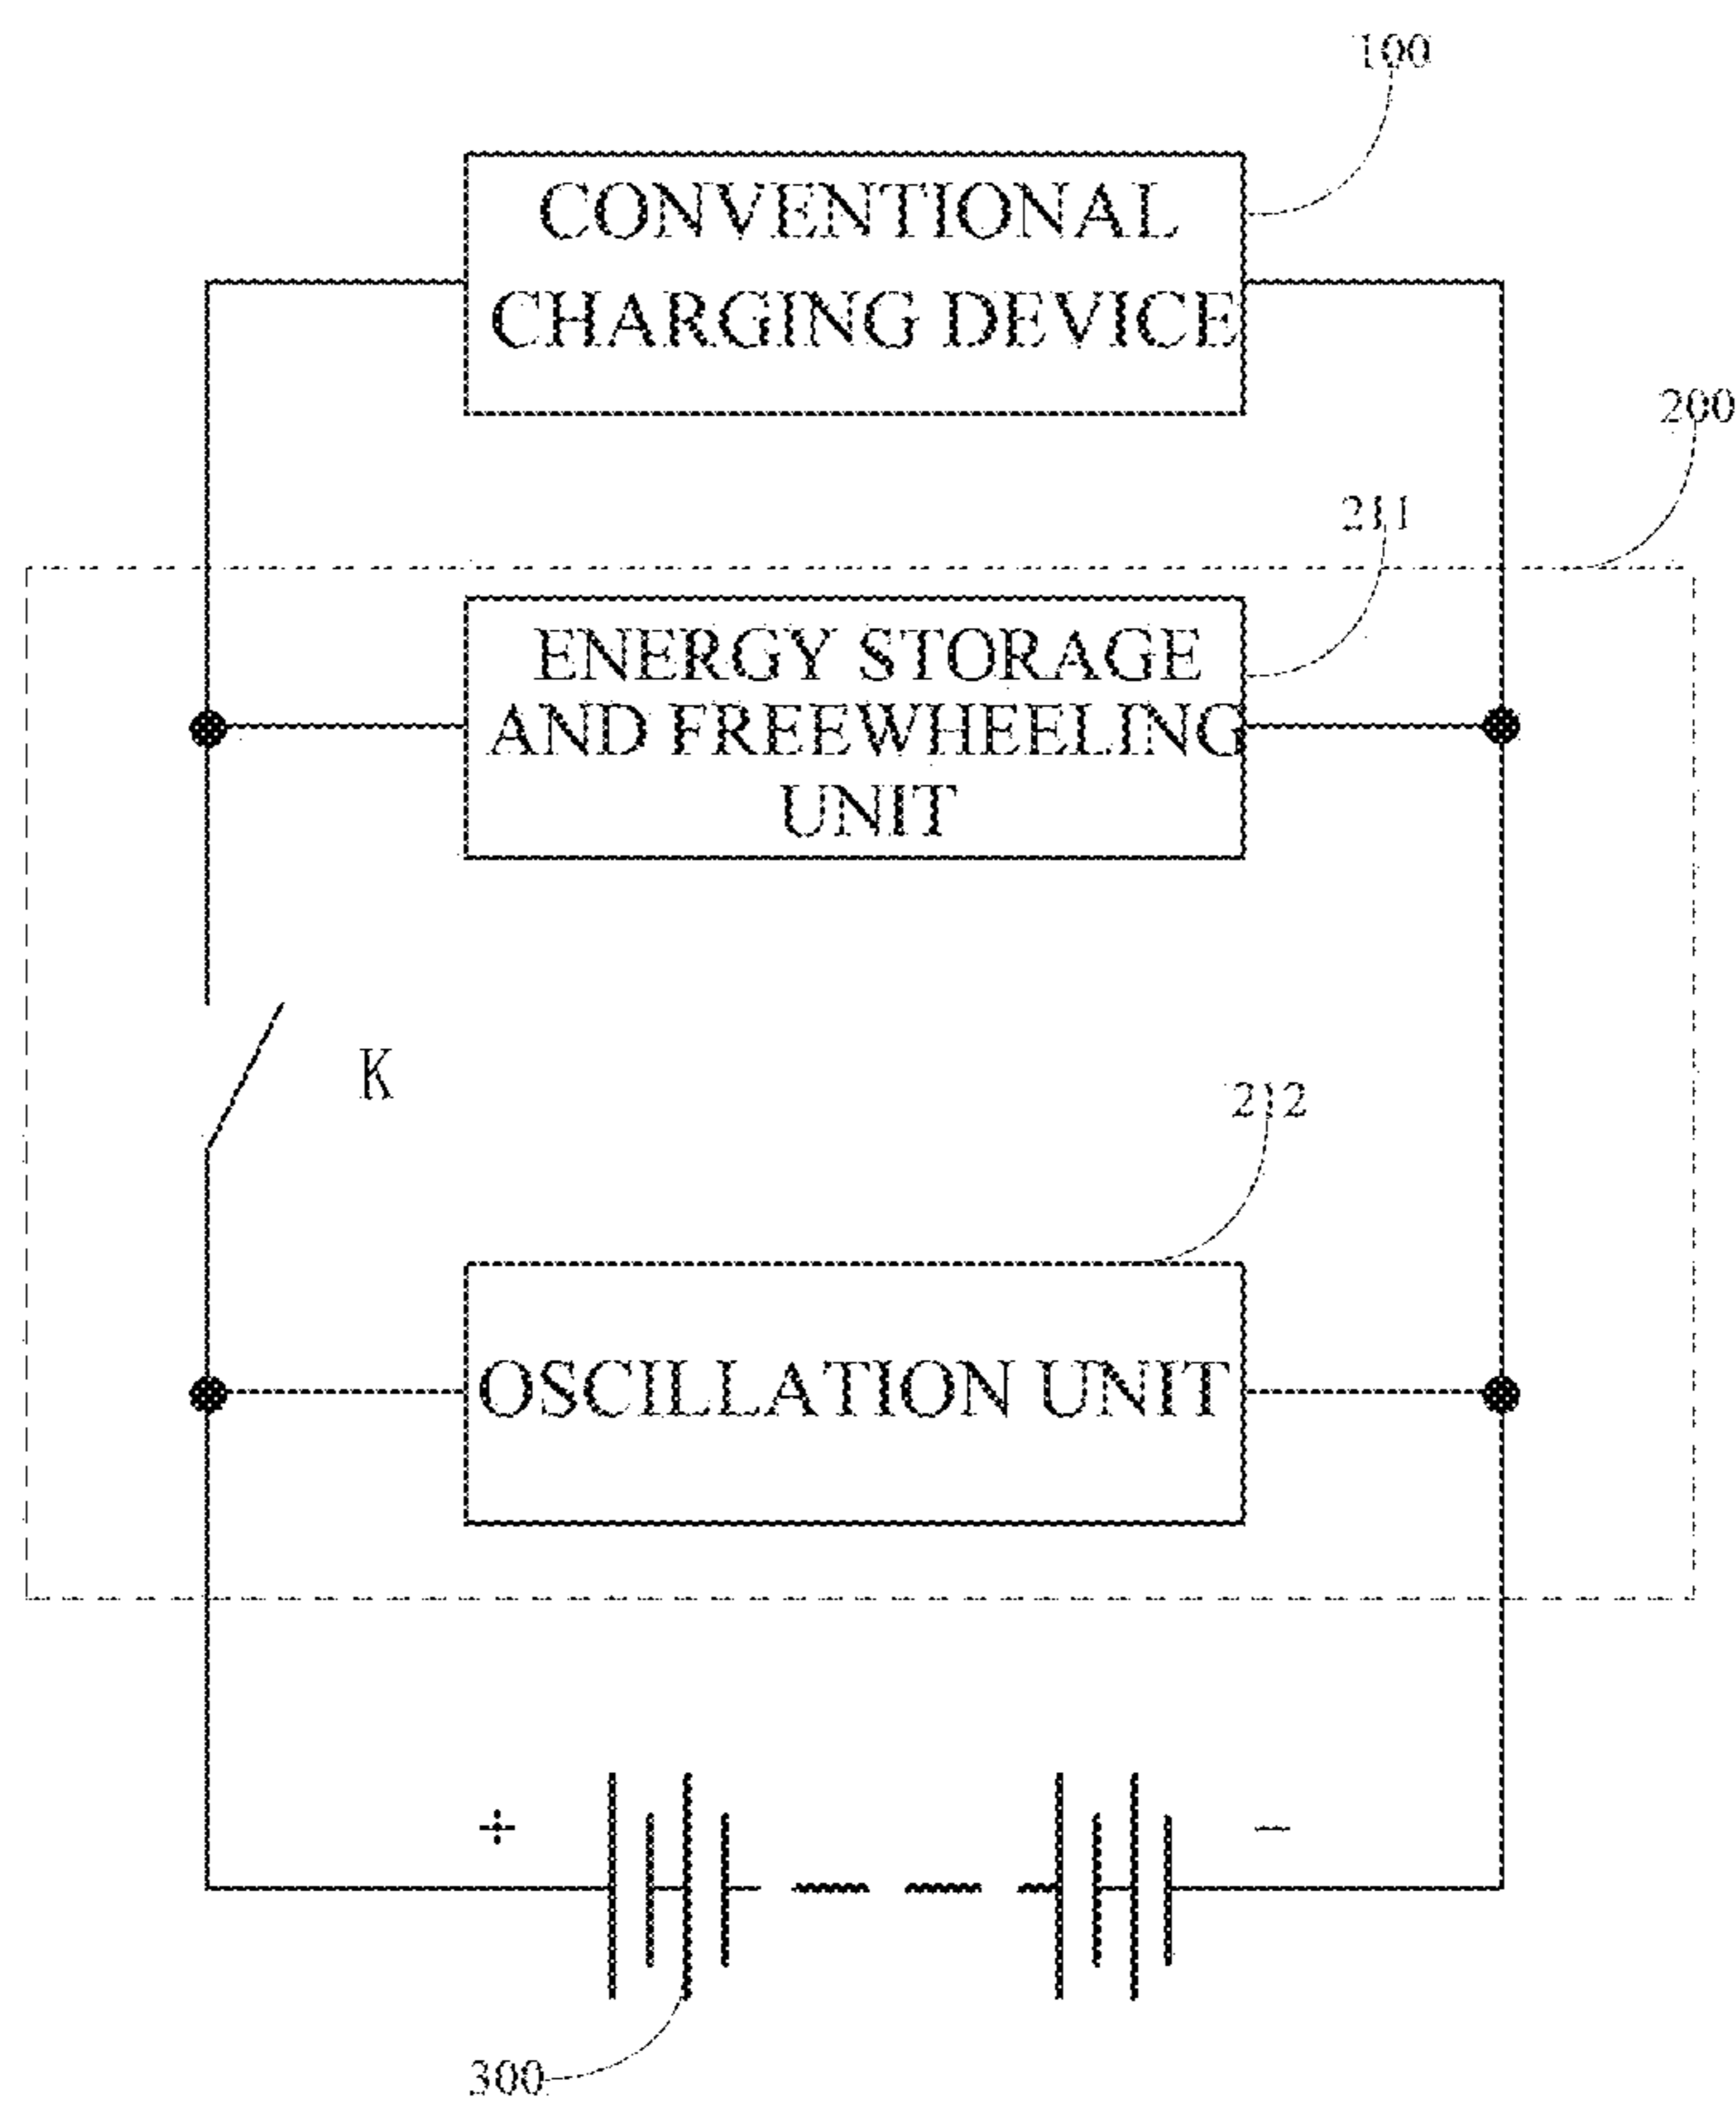 100
CONVENTIONAL
CHARGING DEVICE
200
211
ENERGY STORAGE
AND FREEWHEELING
UNIT
K
212
OSCILLATION UNIT
+ −
300